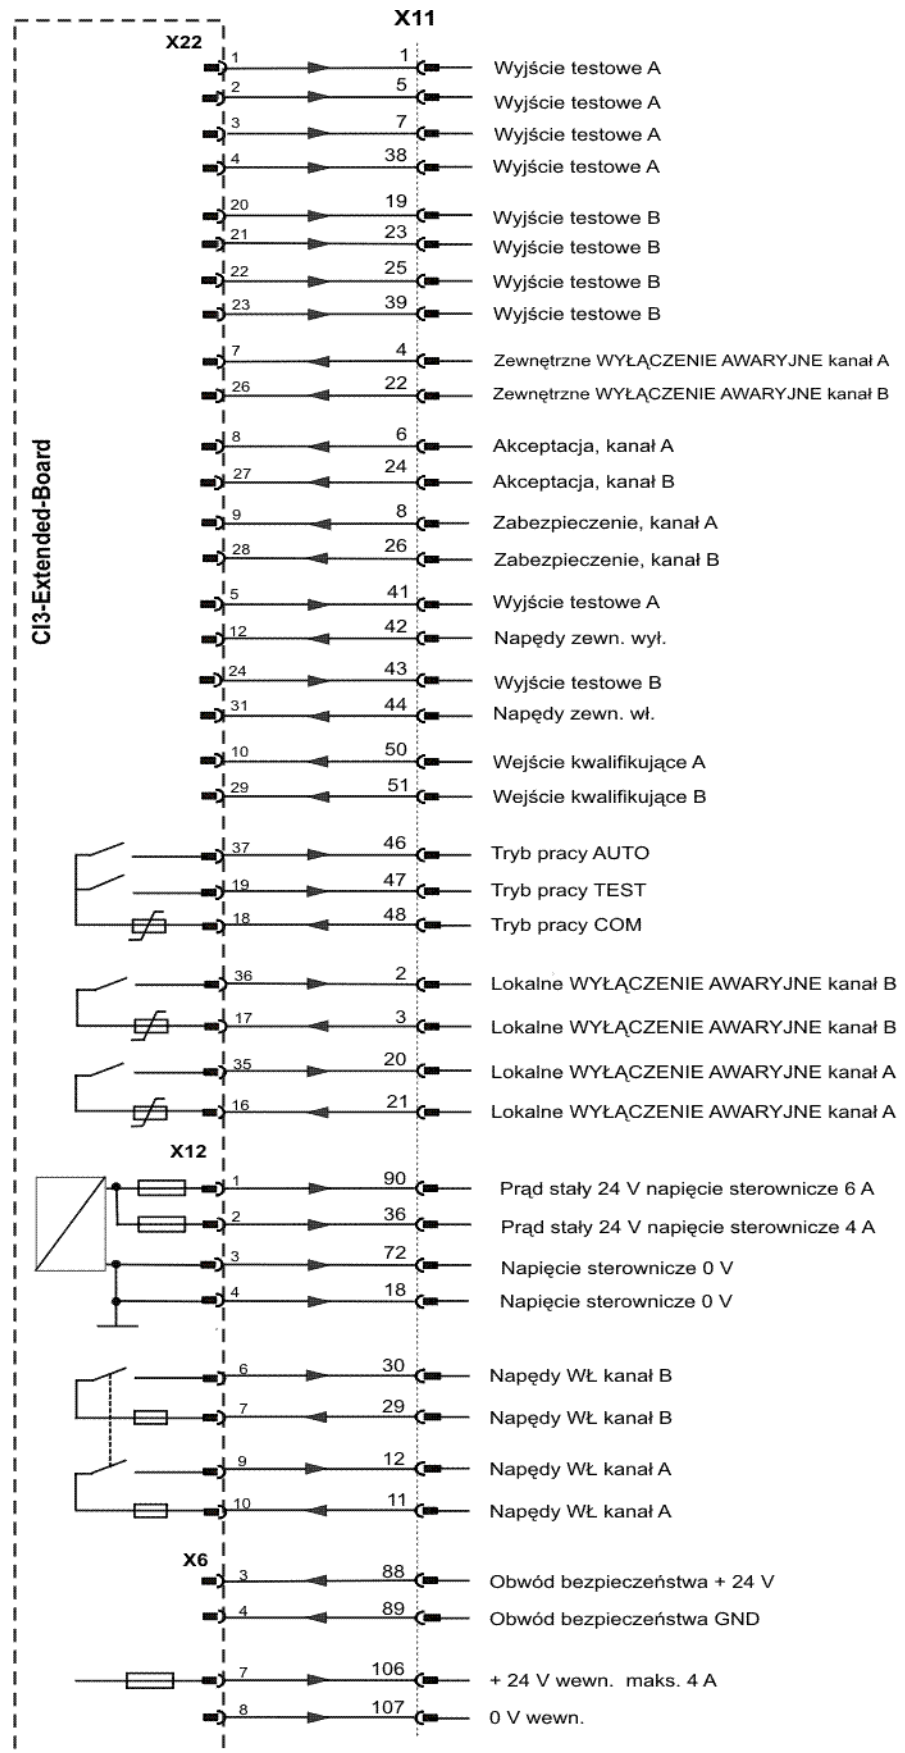 X11
X22
1 1 Wyjście testowe A
2 5 Wyjście testowe A
3 7 Wyjście testowe A
4 38 Wyjście testowe A
20 19 Wyjście testowe B
21 23 Wyjście testowe B
22 25 Wyjście testowe B
23 39 Wyjście testowe B
7 4 Zewnętrzne WYŁĄCZENIE AWARYJNE kanał A
26 22 Zewnętrzne WYŁĄCZENIE AWARYJNE kanał B
8 6 Akceptacja, kanał A
27 24 Akceptacja, kanał B
9 8 Zabezpieczenie, kanał A
28 26 Zabezpieczenie, kanał B
CI3-Extended-Board
5 41 Wyjście testowe A
12 42 Napędy zewn. wył.
24 43 Wyjście testowe B
31 44 Napędy zewn. wł.
10 50 Wejście kwalifikujące A
29 51 Wejście kwalifikujące B
37 46 Tryb pracy AUTO
19 47 Tryb pracy TEST
18 48 Tryb pracy COM
36 2 Lokalne WYŁĄCZENIE AWARYJNE kanał B
17 3 Lokalne WYŁĄCZENIE AWARYJNE kanał B
35 20 Lokalne WYŁĄCZENIE AWARYJNE kanał A
16 21 Lokalne WYŁĄCZENIE AWARYJNE kanał A
X12
1 90 Prąd stały 24 V napięcie sterownicze 6 A
2 36 Prąd stały 24 V napięcie sterownicze 4 A
3 72 Napięcie sterownicze 0 V
4 18 Napięcie sterownicze 0 V
6 30 Napędy WŁ kanał B
7 29 Napędy WŁ kanał B
9 12 Napędy WŁ kanał A
10 11 Napędy WŁ kanał A
X6
3 88 Obwód bezpieczeństwa + 24 V
4 89 Obwód bezpieczeństwa GND
7 106 + 24 V wewn. maks. 4 A
8 107 0 V wewn.